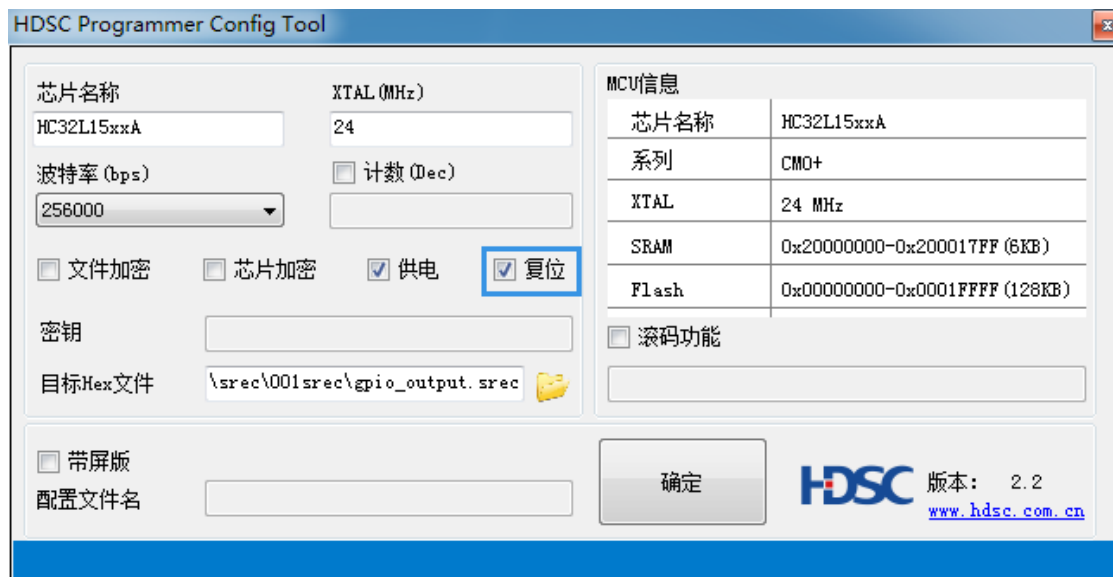 HDSC Programmer Config Tool
芯片名称
XTAL(MHz)
HC32L15xxA
24
波特率(bps)
计数(Dec)
256000
文件加密
芯片加密
供电
复位
密钥
目标Hex文件
\srec\001srec\gpio_output.srec
MCU信息
芯片名称 HC32L15xxA
系列 CM0+
XTAL 24 MHz
SRAM 0x20000000-0x200017FF(6KB)
Flash 0x00000000-0x0001FFFF(128KB)
滚码功能
带屏版
配置文件名
确定
HDSC
版本: 2.2
www.hdsc.com.cn